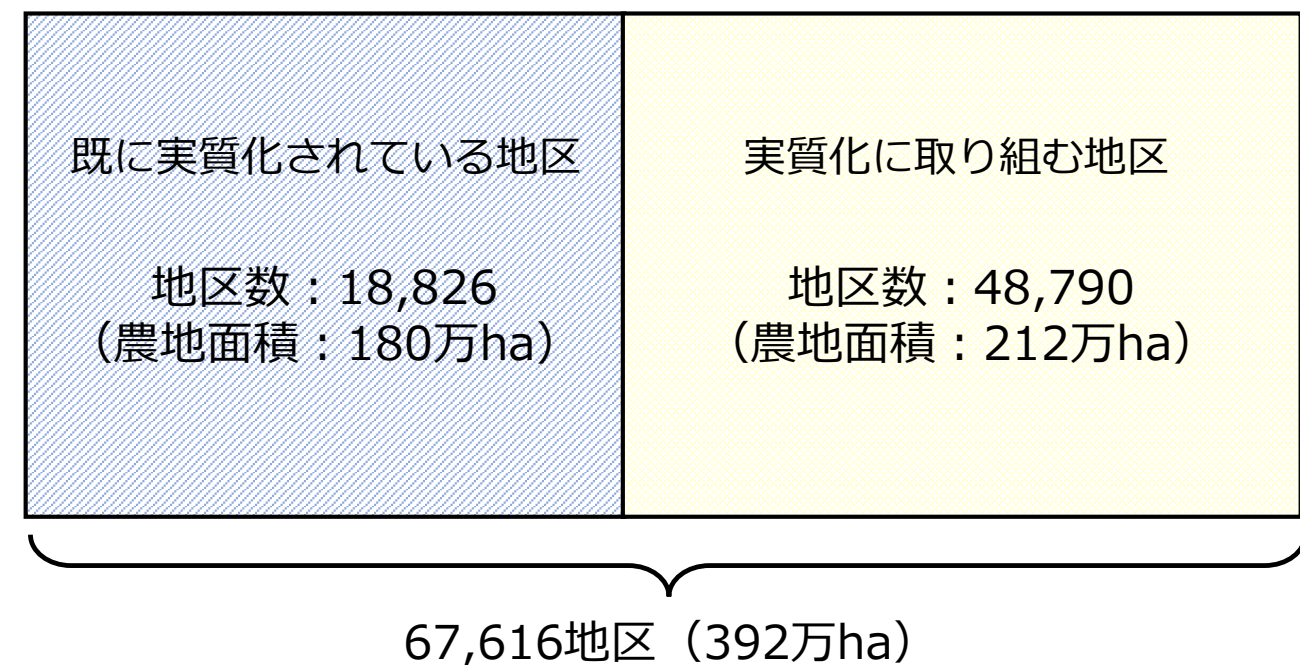 既に実質化されている地区
地区数：18,826
（農地面積：180万ha）
実質化に取り組む地区
地区数：48,790
（農地面積：212万ha）
67,616地区（392万ha）